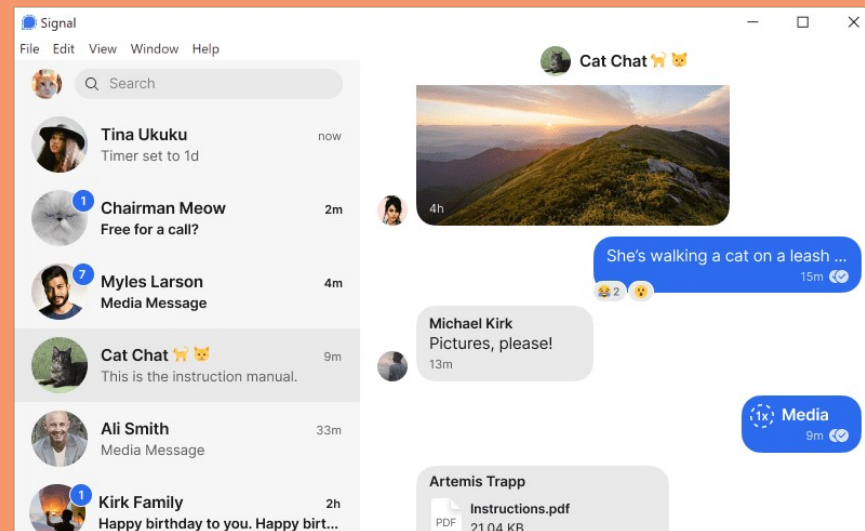 Signal
File Edit View Window Help
Search
Tina Ukuku now
Timer set to 1d
1
Chairman Meow 2m
Free for a call?
7
Myles Larson 4m
Media Message
Cat Chat 🐈 🐱 9m
This is the instruction manual.
Ali Smith 33m
Media Message
1
Kirk Family 2h
Happy birthday to you. Happy birt...
Cat Chat 🐈 🐱
4h
She's walking a cat on a leash ...
15m
😂 2 😮
Michael Kirk
Pictures, please!
13m
1x Media
9m
Artemis Trapp
PDF
Instructions.pdf
21.04 KB